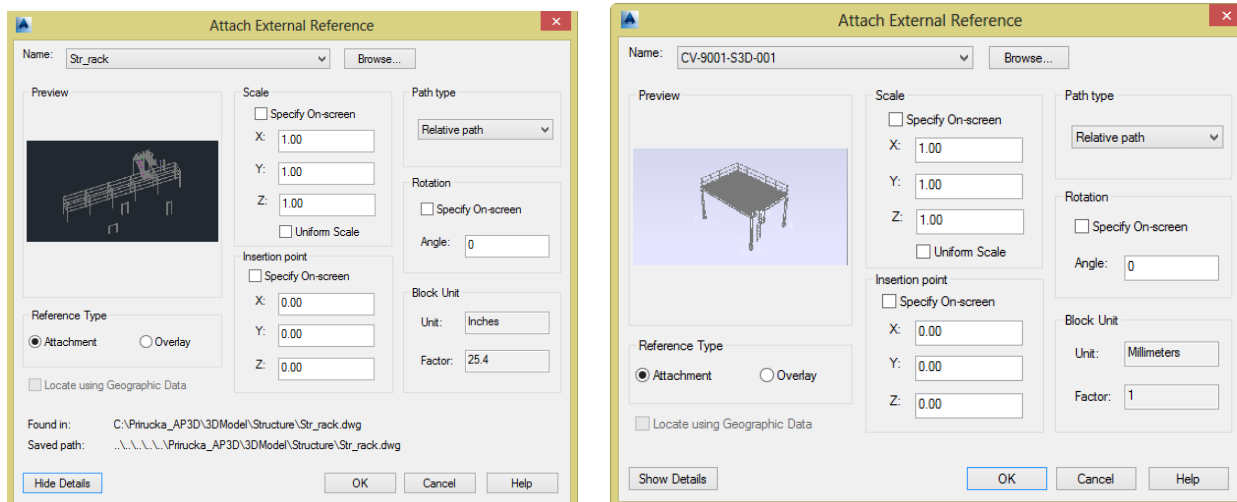 Attach External Reference
Name: Str_rack Browse...
Preview
Scale
Specify On-screen
X: 1.00
Y: 1.00
Z: 1.00
Uniform Scale
Path type
Relative path
Rotation
Specify On-screen
Angle: 0
Insertion point
Specify On-screen
X: 0.00
Y: 0.00
Z: 0.00
Block Unit
Unit: Inches
Factor: 25.4
Reference Type
Attachment Overlay
Locate using Geographic Data
Found in: C:\Prirucka_AP3D\3DModel\Structure\Str_rack.dwg
Saved path: ..\..\..\..\..\Prirucka_AP3D\3DModel\Structure\Str_rack.dwg
Hide Details OK Cancel Help
Attach External Reference
Name: CV-9001-S3D-001 Browse...
Preview
Scale
Specify On-screen
X: 1.00
Y: 1.00
Z: 1.00
Uniform Scale
Path type
Relative path
Rotation
Specify On-screen
Angle: 0
Insertion point
Specify On-screen
X: 0.00
Y: 0.00
Z: 0.00
Block Unit
Unit: Millimeters
Factor: 1
Reference Type
Attachment Overlay
Locate using Geographic Data
Show Details OK Cancel Help